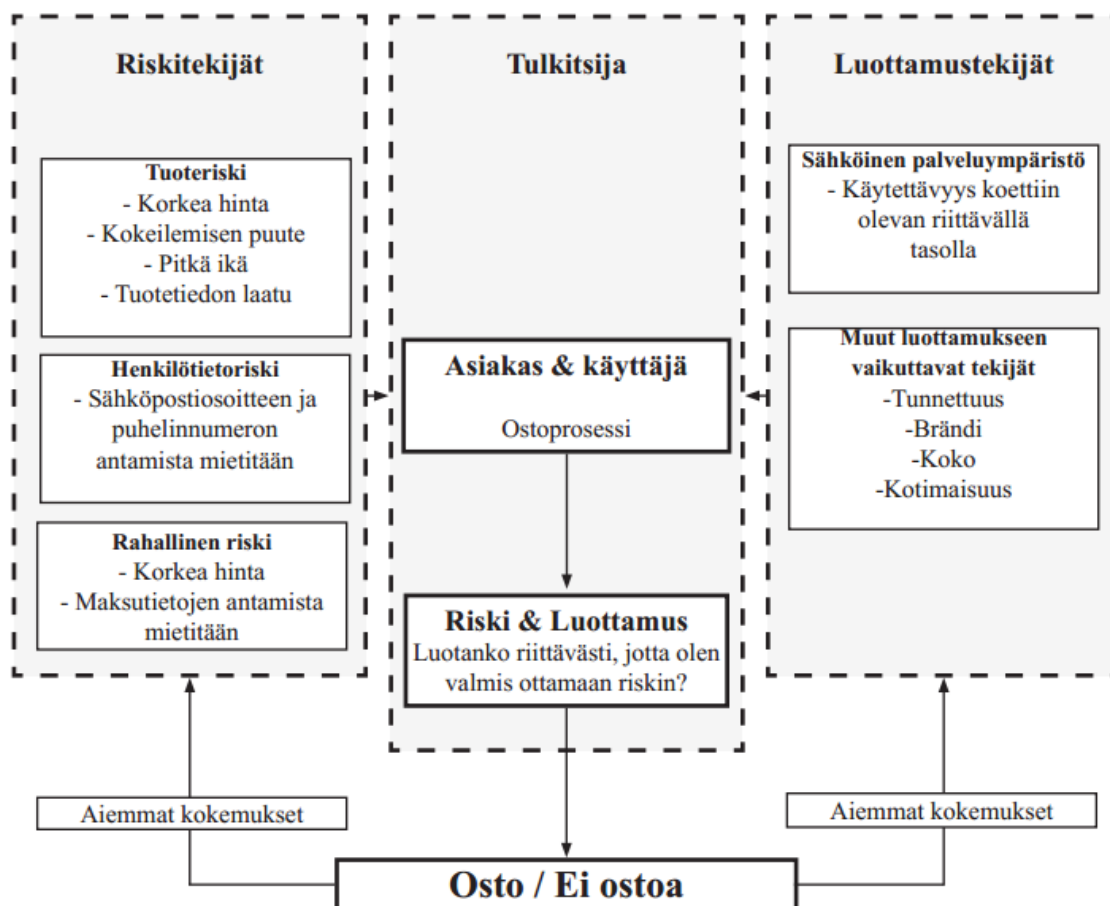 Riskitekijät
Tuoteriski
- Korkea hinta
- Kokeilemisen puute
- Pitkä ikä
- Tuotetiedon laatu
Henkilötietoriski
- Sähköpostiosoitteen ja
puhelinnumeron
antamista mietitään
Rahallinen riski
- Korkea hinta
- Maksutietojen antamista
mietitään
Tulkitsija
Asiakas & käyttäjä
Ostoprosessi
Riski & Luottamus
Luotanko riittävästi, jotta olen
valmis ottamaan riskin?
Luottamustekijät
Sähköinen palveluympäristö
- Käytettävyys koettiin
olevan riittävällä
tasolla
Muut luottamukseen
vaikuttavat tekijät
-Tunnettuus
-Brändi
-Koko
-Kotimaisuus
Aiemmat kokemukset
Aiemmat kokemukset
Osto / Ei ostoa